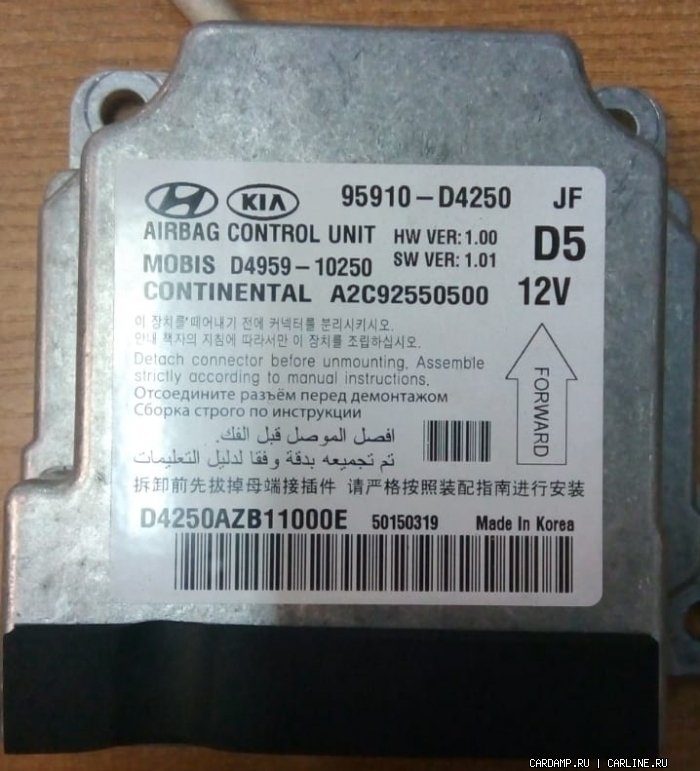 KIA 95910-D4250 JF
AIRBAG CONTROL UNIT HW VER: 1.00 D5
MOBIS D4959-10250 SW VER: 1.01
CONTINENTAL A2C92550500 12V
이 장치를 떼어내기 전에 커넥터를 분리시키시오.
안내 책자의 지침에 따라서만 이 장치를 조립하십시오.
Detach connector before unmounting. Assemble
strictly according to manual instructions.
Отсоедините разъём перед демонтажом
Сборка строго по инструкции
FORWARD
افصل الموصل قبل الفك.
تم تجميعه بدقة وفقا لدليل التعليمات
拆卸前先拔掉母端接插件 请严格按照装配指南进行安装
D4250AZB11000E 50150319 Made In Korea
CARDAMP.RU | CARLINE.RU